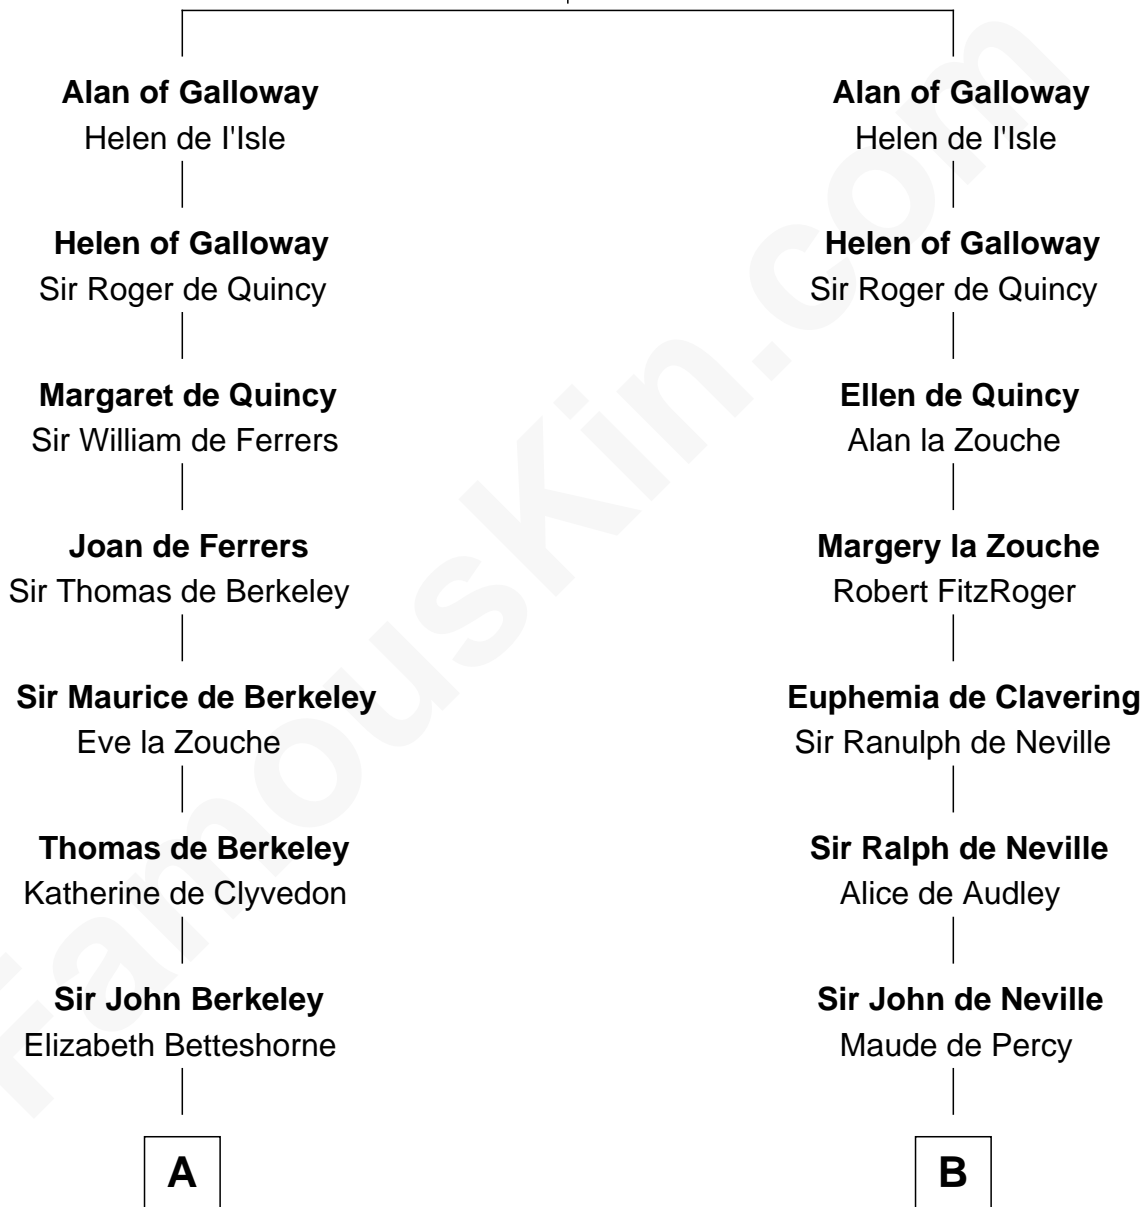 Alan of Galloway
Helen de I'Isle
Helen of Galloway
Sir Roger de Quincy
Margaret de Quincy
Sir William de Ferrers
Joan de Ferrers
Sir Thomas de Berkeley
Sir Maurice de Berkeley
Eve la Zouche
Thomas de Berkeley
Katherine de Clyvedon
Sir John Berkeley
Elizabeth Betteshorne
A
Alan of Galloway
Helen de I'Isle
Helen of Galloway
Sir Roger de Quincy
Ellen de Quincy
Alan la Zouche
Margery la Zouche
Robert FitzRoger
Euphemia de Clavering
Sir Ranulph de Neville
Sir Ralph de Neville
Alice de Audley
Sir John de Neville
Maude de Percy
B
FamousKin.com